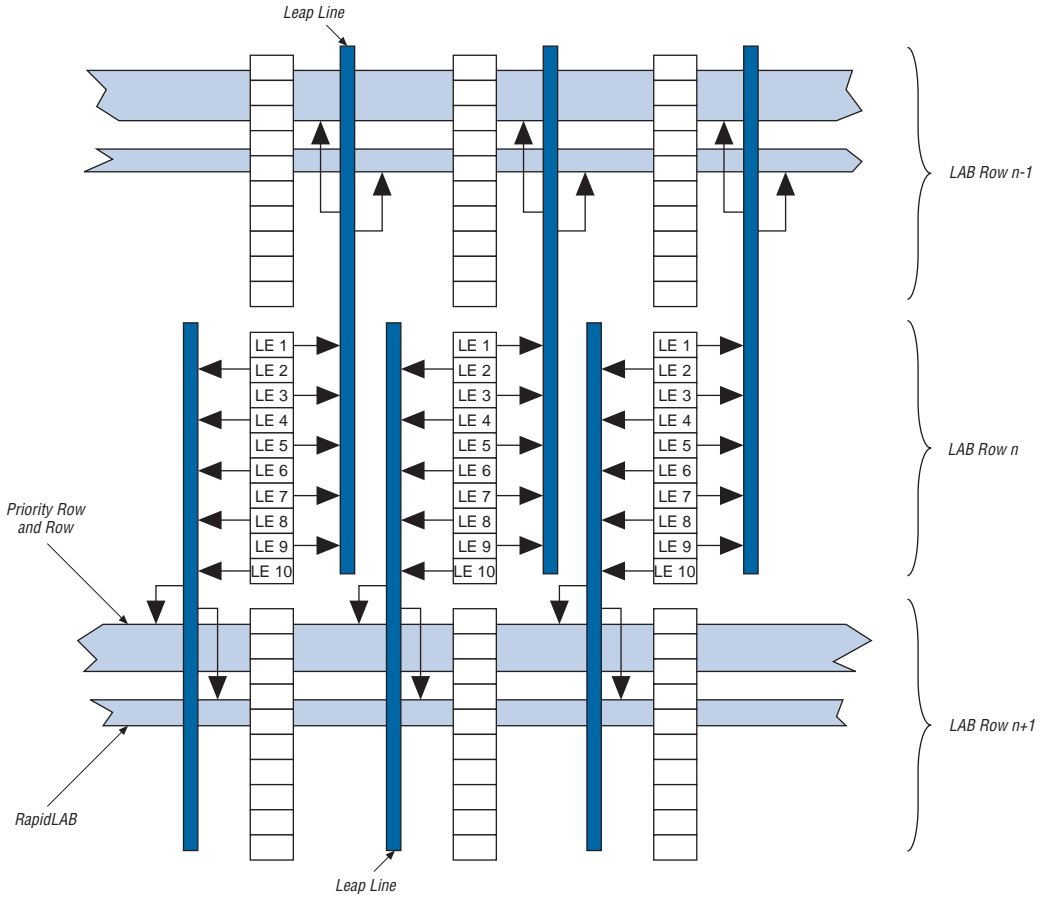 Leap Line
LAB Row n-1
LE 1
LE 2
LE 3
LE 4
LE 5
LE 6
LE 7
LE 8
LE 9
LE 10
LE 1
LE 2
LE 3
LE 4
LE 5
LE 6
LE 7
LE 8
LE 9
LE 10
LE 1
LE 2
LE 3
LE 4
LE 5
LE 6
LE 7
LE 8
LE 9
LE 10
LAB Row n
Priority Row
and Row
LAB Row n+1
RapidLAB
Leap Line